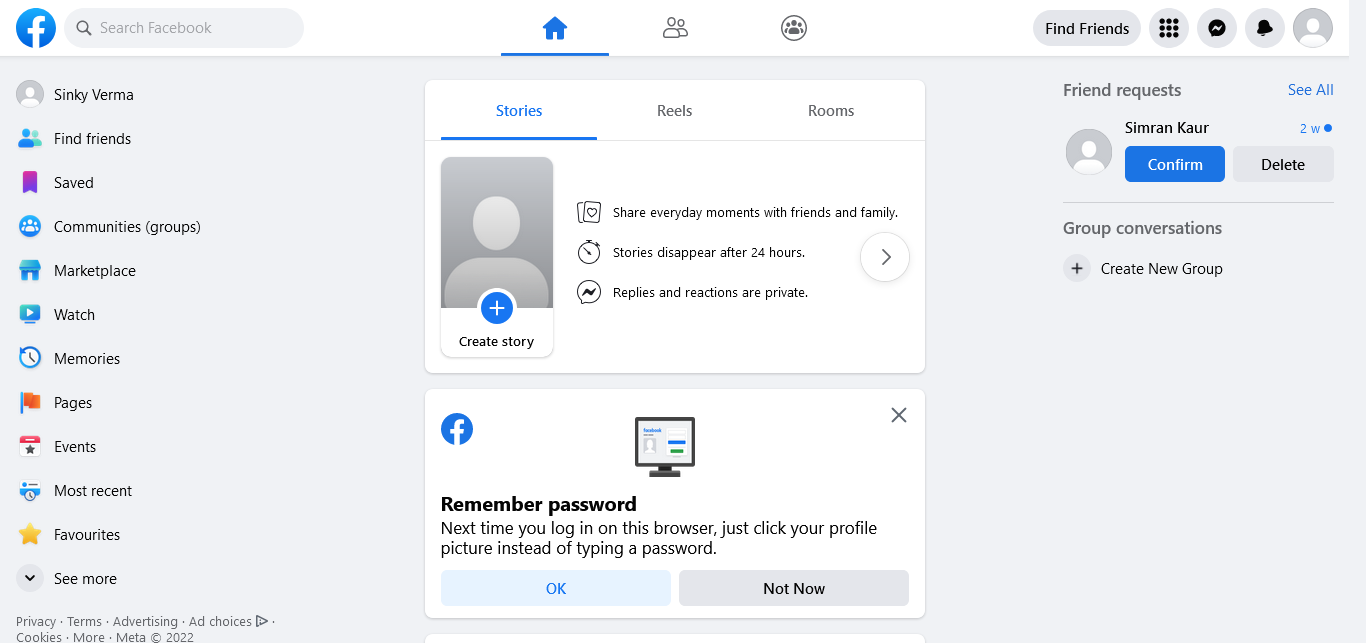 Search Facebook
Find Friends
Sinky Verma
Find friends
Saved
Communities (groups)
Marketplace
Watch
Memories
Pages
Events
Most recent
Favourites
See more
Privacy · Terms · Advertising · Ad choices ·
Cookies · More · Meta © 2022
Stories Reels Rooms
Create story
Share everyday moments with friends and family.
Stories disappear after 24 hours.
Replies and reactions are private.
facebook
Remember password
Next time you log in on this browser, just click your profile
picture instead of typing a password.
OK Not Now
Friend requests See All
Simran Kaur 2 w
Confirm Delete
Group conversations
Create New Group